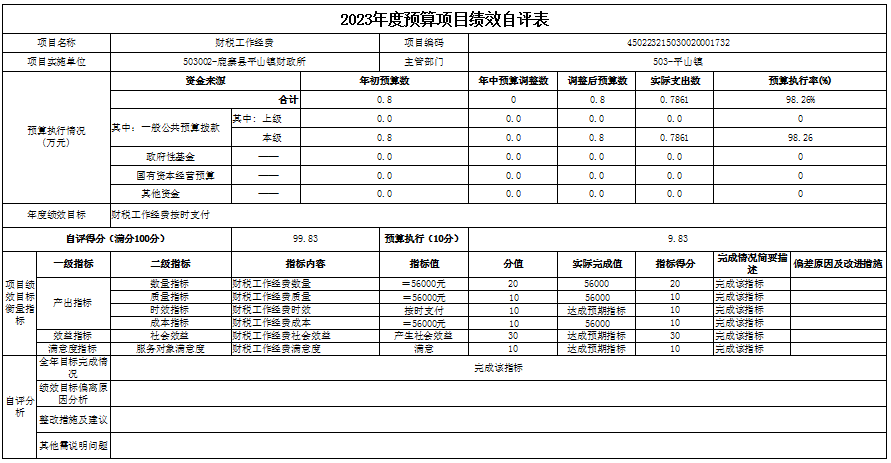 2023年度预算项目绩效自评表
项目名称 财税工作经费 项目编码 450223215030020001732
项目实施单位 503002-鹿寨县平山镇财政所 主管部门 503-平山镇
预算执行情况（万元） 资金来源 年初预算数 年中预算调整数 调整后预算数 实际支出数 预算执行率(%)
合计 0.8 0 0.8 0.7861 98.26%
其中：一般公共预算拨款 其中：上级 0.0 0.0 0.0 0.0 0
本级 0.8 0.0 0.8 0.7861 98.26
政府性基金 —— 0.0 0.0 0.0 0.0 0
国有资本经营预算 —— 0.0 0.0 0.0 0.0 0
其他资金 —— 0.0 0.0 0.0 0.0 0
年度绩效目标 财税工作经费按时支付
自评得分（满分100分） 99.83 预算执行（10分） 9.83
项目绩效目标衡量指标 一级指标 二级指标 指标内容 指标值 分值 实际完成值 指标得分 完成情况简要描述 偏差原因及改进措施
产出指标 数量指标 财税工作经费数量 ＝56000元 20 56000 20 完成该指标
质量指标 财税工作经费质量 ＝56000元 10 56000 10 完成该指标
时效指标 财税工作经费时效 按时支付 10 达成预期指标 10 完成该指标
成本指标 财税工作经费成本 ＝56000元 10 56000 10 完成该指标
效益指标 社会效益 财税工作经费社会效益 产生社会效益 30 达成预期指标 30 完成该指标
满意度指标 服务对象满意度 财税工作经费满意度 满意 10 达成预期指标 10 完成该指标
自评分析 全年目标完成情况 完成该指标
绩效目标偏离原因分析
整改措施及建议
其他需说明问题